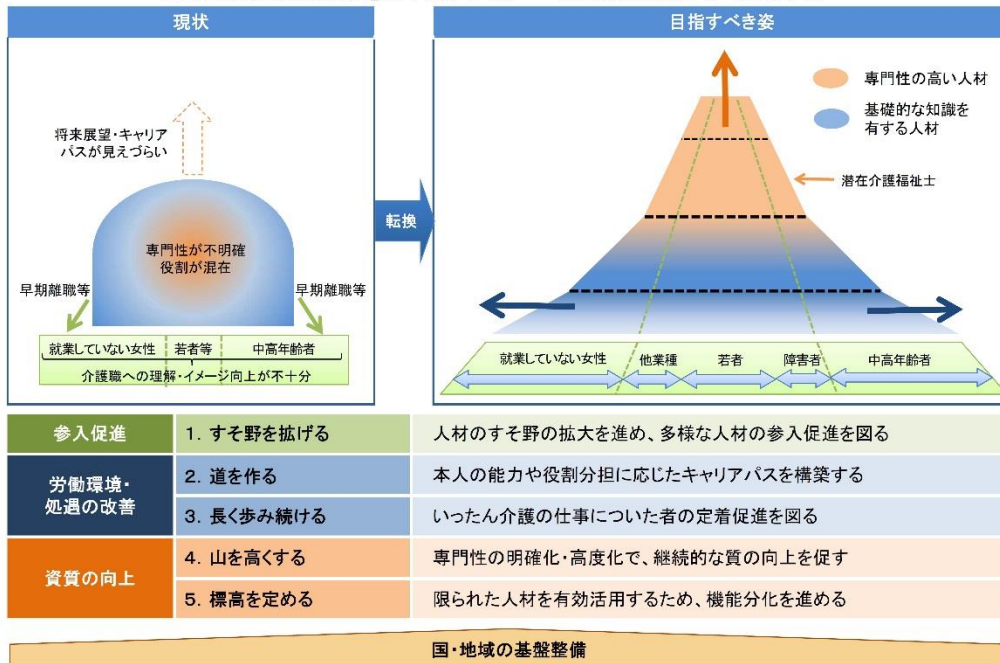 現状
将来展望・キャリア
パスが見えづらい
専門性が不明確
役割が混在
早期離職等
早期離職等
就業していない女性
若者等
中高年齢者
介護職への理解・イメージ向上が不十分
転換
目指すべき姿
専門性の高い人材
基礎的な知識を
有する人材
潜在介護福祉士
就業していない女性
他業種
若者
障害者
中高年齢者
参入促進
1. すそ野を拡げる
人材のすそ野の拡大を進め、多様な人材の参入促進を図る
労働環境・
処遇の改善
2. 道を作る
本人の能力や役割分担に応じたキャリアパスを構築する
3. 長く歩み続ける
いったん介護の仕事についた者の定着促進を図る
資質の向上
4. 山を高くする
専門性の明確化・高度化で、継続的な質の向上を促す
5. 標高を定める
限られた人材を有効活用するため、機能分化を進める
国・地域の基盤整備